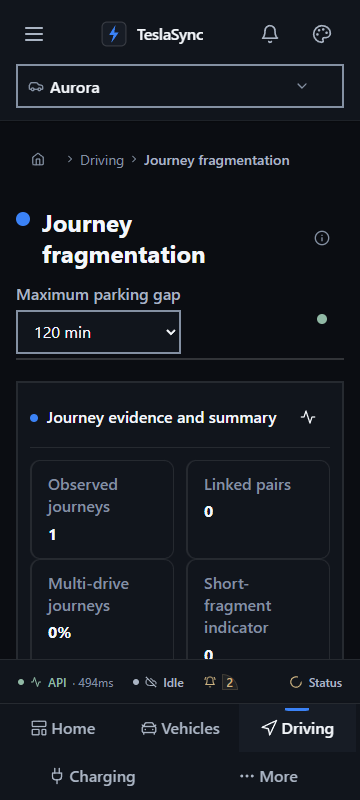 TeslaSync
Aurora
Driving
Journey fragmentation
Journey
fragmentation
Maximum parking gap
120 min
Journey evidence and summary
Observed
journeys
1
Linked pairs
0
Multi-drive
journeys
0%
Short-
fragment
indicator
0
API · 494ms
Idle
2
Status
Home
Vehicles
Driving
Charging
More